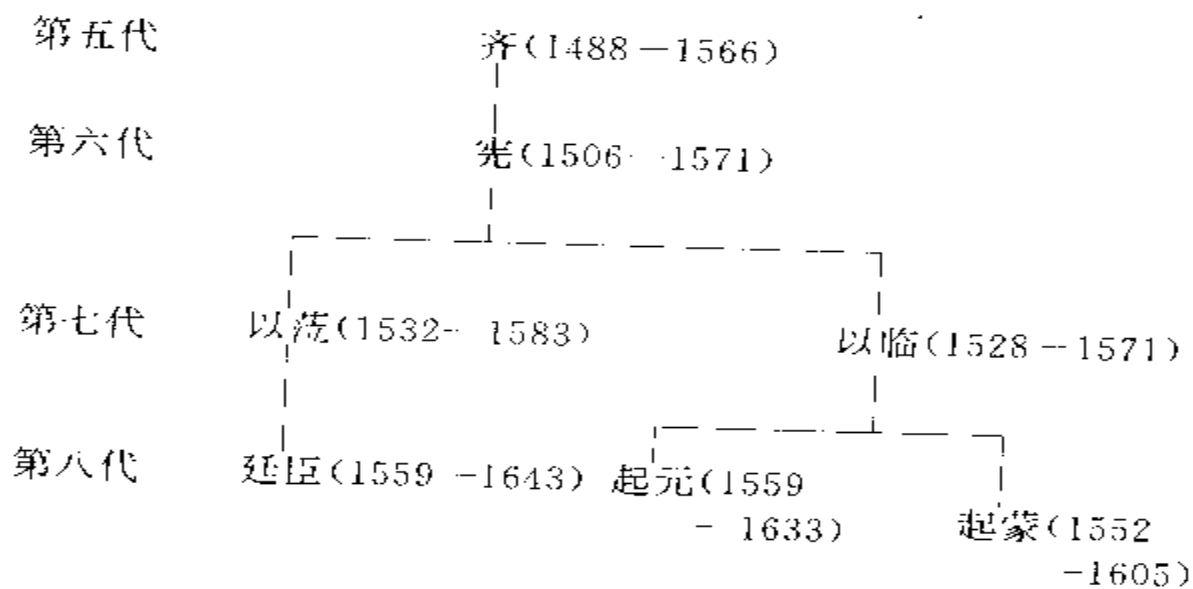 第五代 齐(1488－1566)
第六代 (1506－1571)
第七代 以茂(1532－1583) 以临(1528－1571)
第八代 延臣(1559－1643) 起元(1559
－1633) 起蒙(1552
－1605)